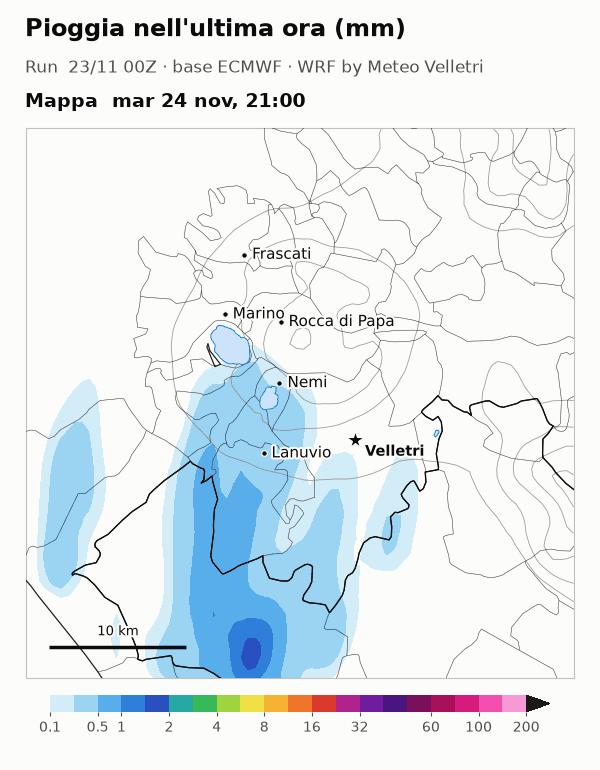 Pioggia nell'ultima ora (mm)
Run  23/11 00Z · base ECMWF · WRF by Meteo Velletri
Mappa  mar 24 nov, 21:00
Frascati
Marino
Rocca di Papa
Nemi
Lanuvio
Velletri
10 km
0.1 0.5 1 2 4 8 16 32 60 100 200